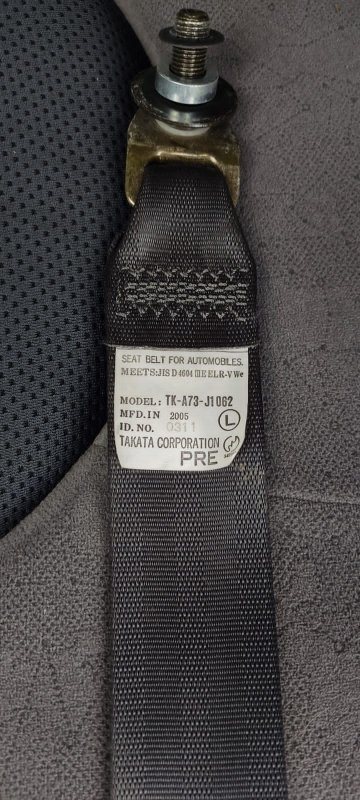 SEAT BELT FOR AUTOMOBILES.
MEETS:JIS D 4604 ⅢE ELR-V We
MODEL: TK-A73-J1062
MFD. IN 2005 Ⓛ
ID. NO. 0311
TAKATA CORPORATION
PRE